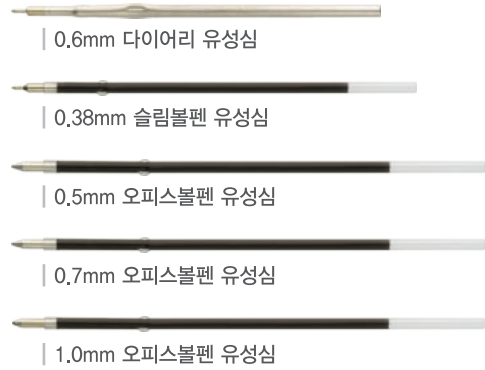 0.6mm 다이어리 유성심
0.38mm 슬림볼펜 유성심
0.5mm 오피스볼펜 유성심
0.7mm 오피스볼펜 유성심
1.0mm 오피스볼펜 유성심